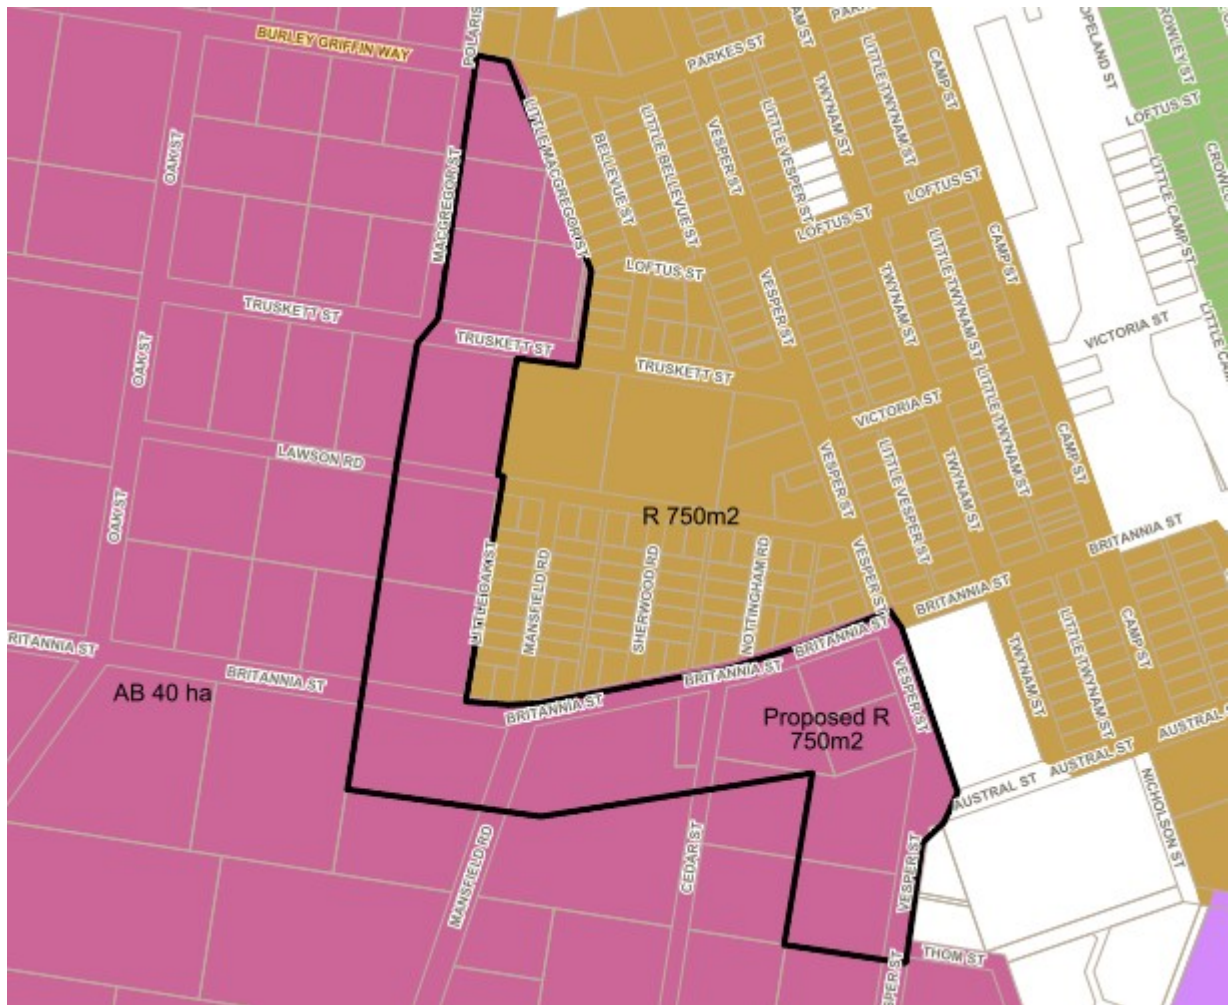 BURLEY GRIFFIN WAY
POLARIS
PARKES ST
CAMP ST
LITTLE TWYNAM ST
TWYNAM ST
CROWLEY ST
LOFTUS ST
OAK ST
MACGREGOR ST
LITTLE MACGREGOR ST
BELLEVUE ST
LITTLE BELLEVUE ST
VESPER ST
LITTLE VESPER ST
LOFTUS ST
LOFTUS ST
LITTLE CAMP ST
LOFTUS ST
VESPER ST
TWYNAM ST
LITTLE TWYNAM ST
CAMP ST
TRUSKETT ST
TRUSKETT ST
TRUSKETT ST
VICTORIA ST
OAK ST
VICTORIA ST
LITTLE TWYNAM ST
CAMP ST
LAWSON RD
VESPER ST
LITTLE VESPER ST
TWYNAM ST
OAK ST
R 750m2
BRITANNIA ST
LITTLE OAK ST
MANSFIELD RD
SHERWOOD RD
NOTTINGHAM RD
VESPER ST
BRITANNIA ST
BRITANNIA ST
BRITANNIA ST
BRITANNIA ST
BRITANNIA ST
TWYNAM ST
LITTLE TWYNAM ST
CAMP ST
AB 40 ha
Proposed R
750m2
VESPER ST
AUSTRAL ST
AUSTRAL ST
AUSTRAL
NICHOLSON ST
MANSFIELD RD
CEDAR ST
VESPER ST
THOM ST